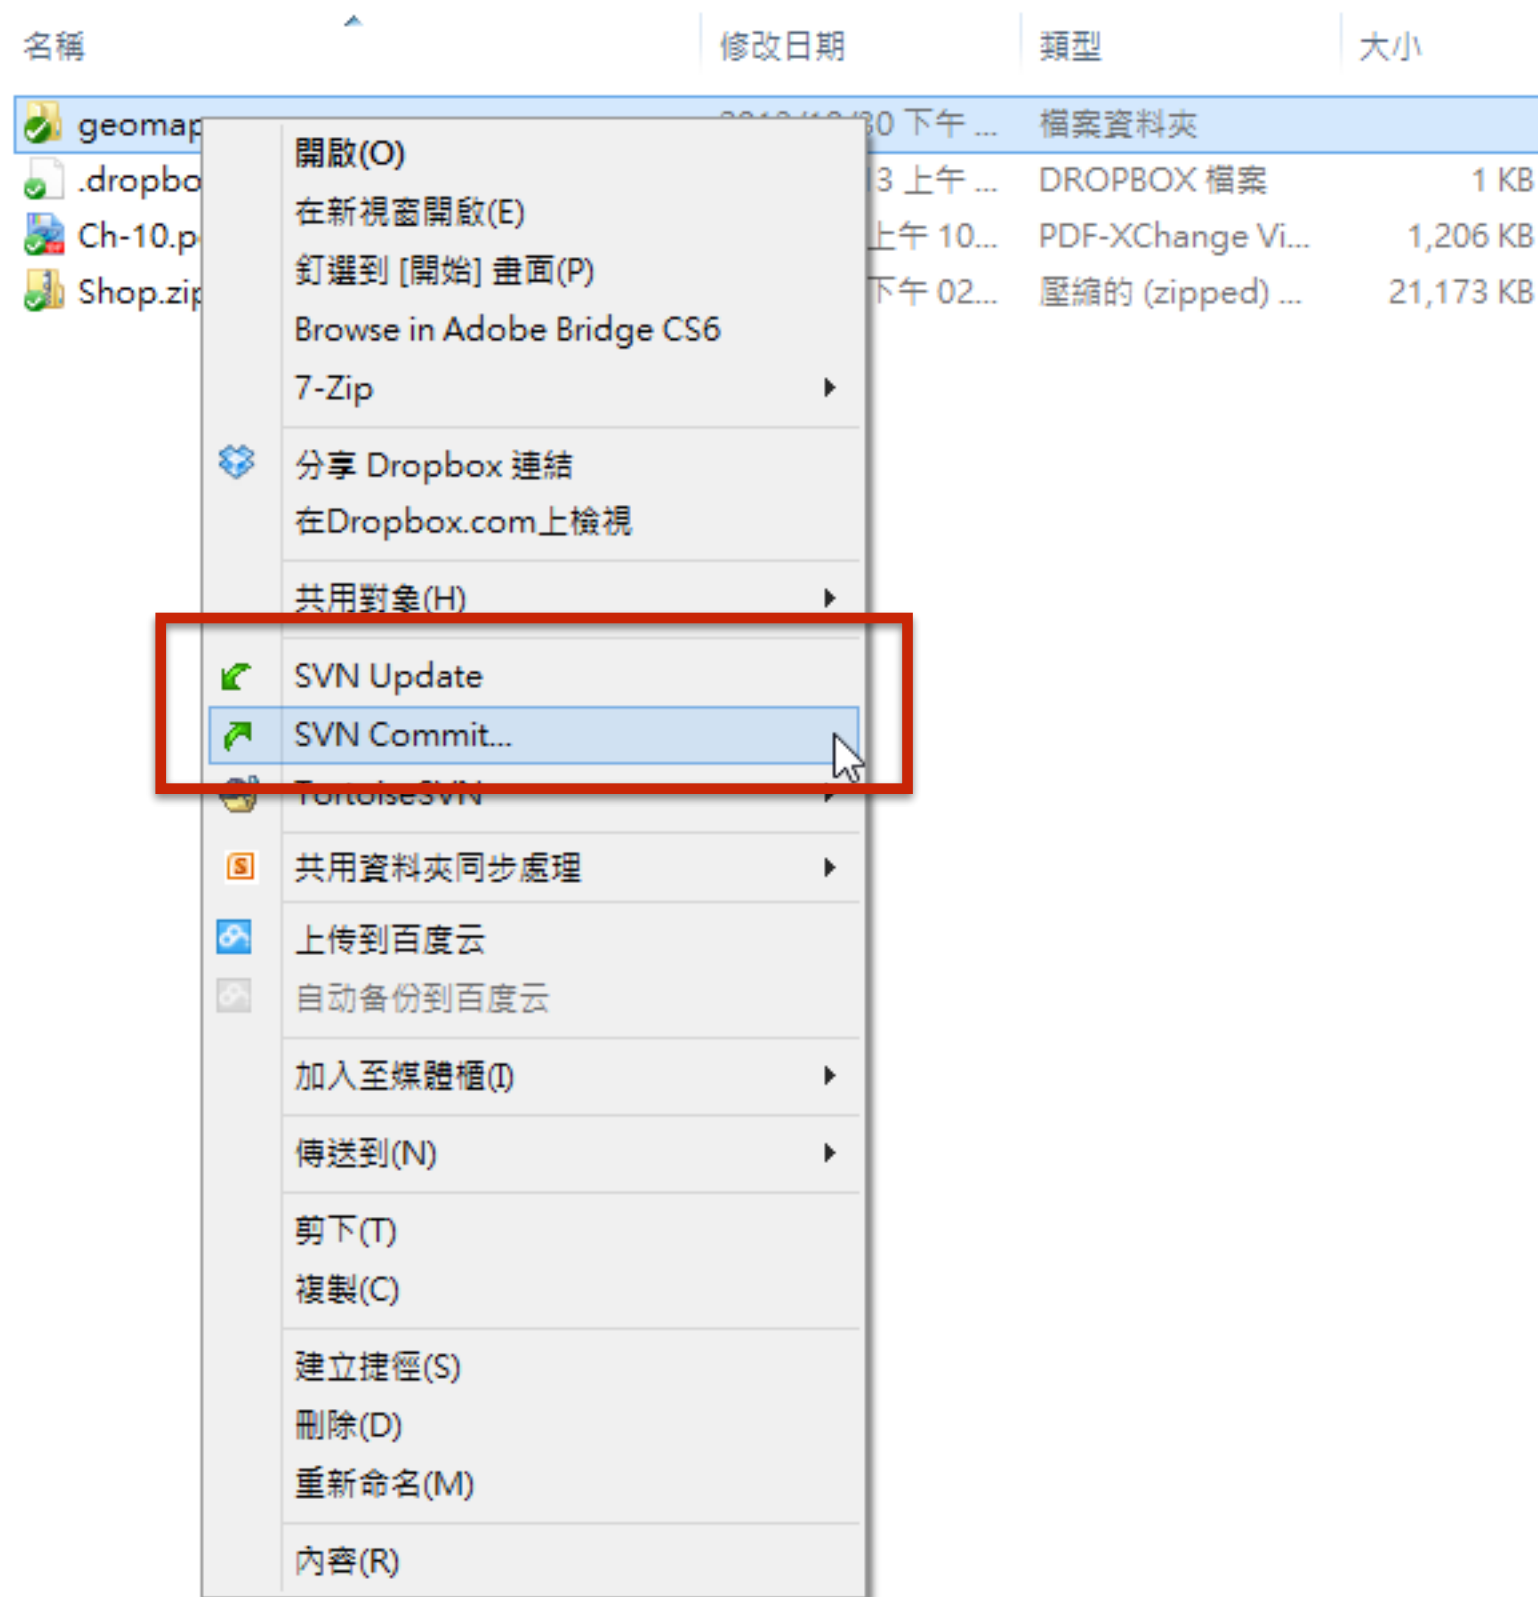 名稱 修改日期 類型 大小
geomap 30 下午 ... 檔案資料夾
.dropbo 13 上午 ... DROPBOX 檔案 1 KB
Ch-10.p 上午 10... PDF-XChange Vi... 1,206 KB
Shop.zip 下午 02... 壓縮的 (zipped) ... 21,173 KB
開啟(O)
在新視窗開啟(E)
釘選到 [開始] 畫面(P)
Browse in Adobe Bridge CS6
7-Zip
分享 Dropbox 連結
在Dropbox.com上檢視
共用對象(H)
SVN Update
SVN Commit...
TortoiseSVN
共用資料夾同步處理
上传到百度云
自动备份到百度云
加入至媒體櫃(I)
傳送到(N)
剪下(T)
複製(C)
建立捷徑(S)
刪除(D)
重新命名(M)
內容(R)